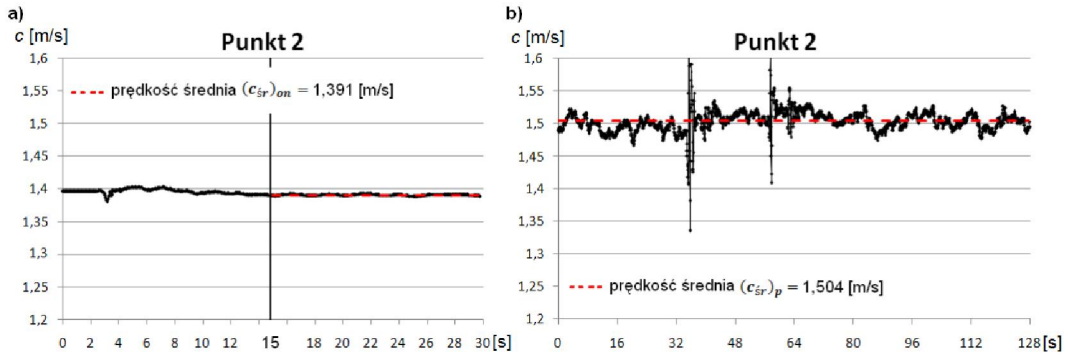 a)
c [m/s]
Punkt 2
1,6
1,55
1,5
1,45
1,4
1,35
1,3
1,25
1,2
prędkość średnia (cśr)on = 1,391 [m/s]
0 2 4 6 8 10 12 14 15 16 18 20 22 24 26 28 30 [s]
b)
c [m/s]
Punkt 2
1,6
1,55
1,5
1,45
1,4
1,35
1,3
1,25
1,2
prędkość średnia (cśr)p = 1,504 [m/s]
0 16 32 48 64 80 96 112 128 [s]